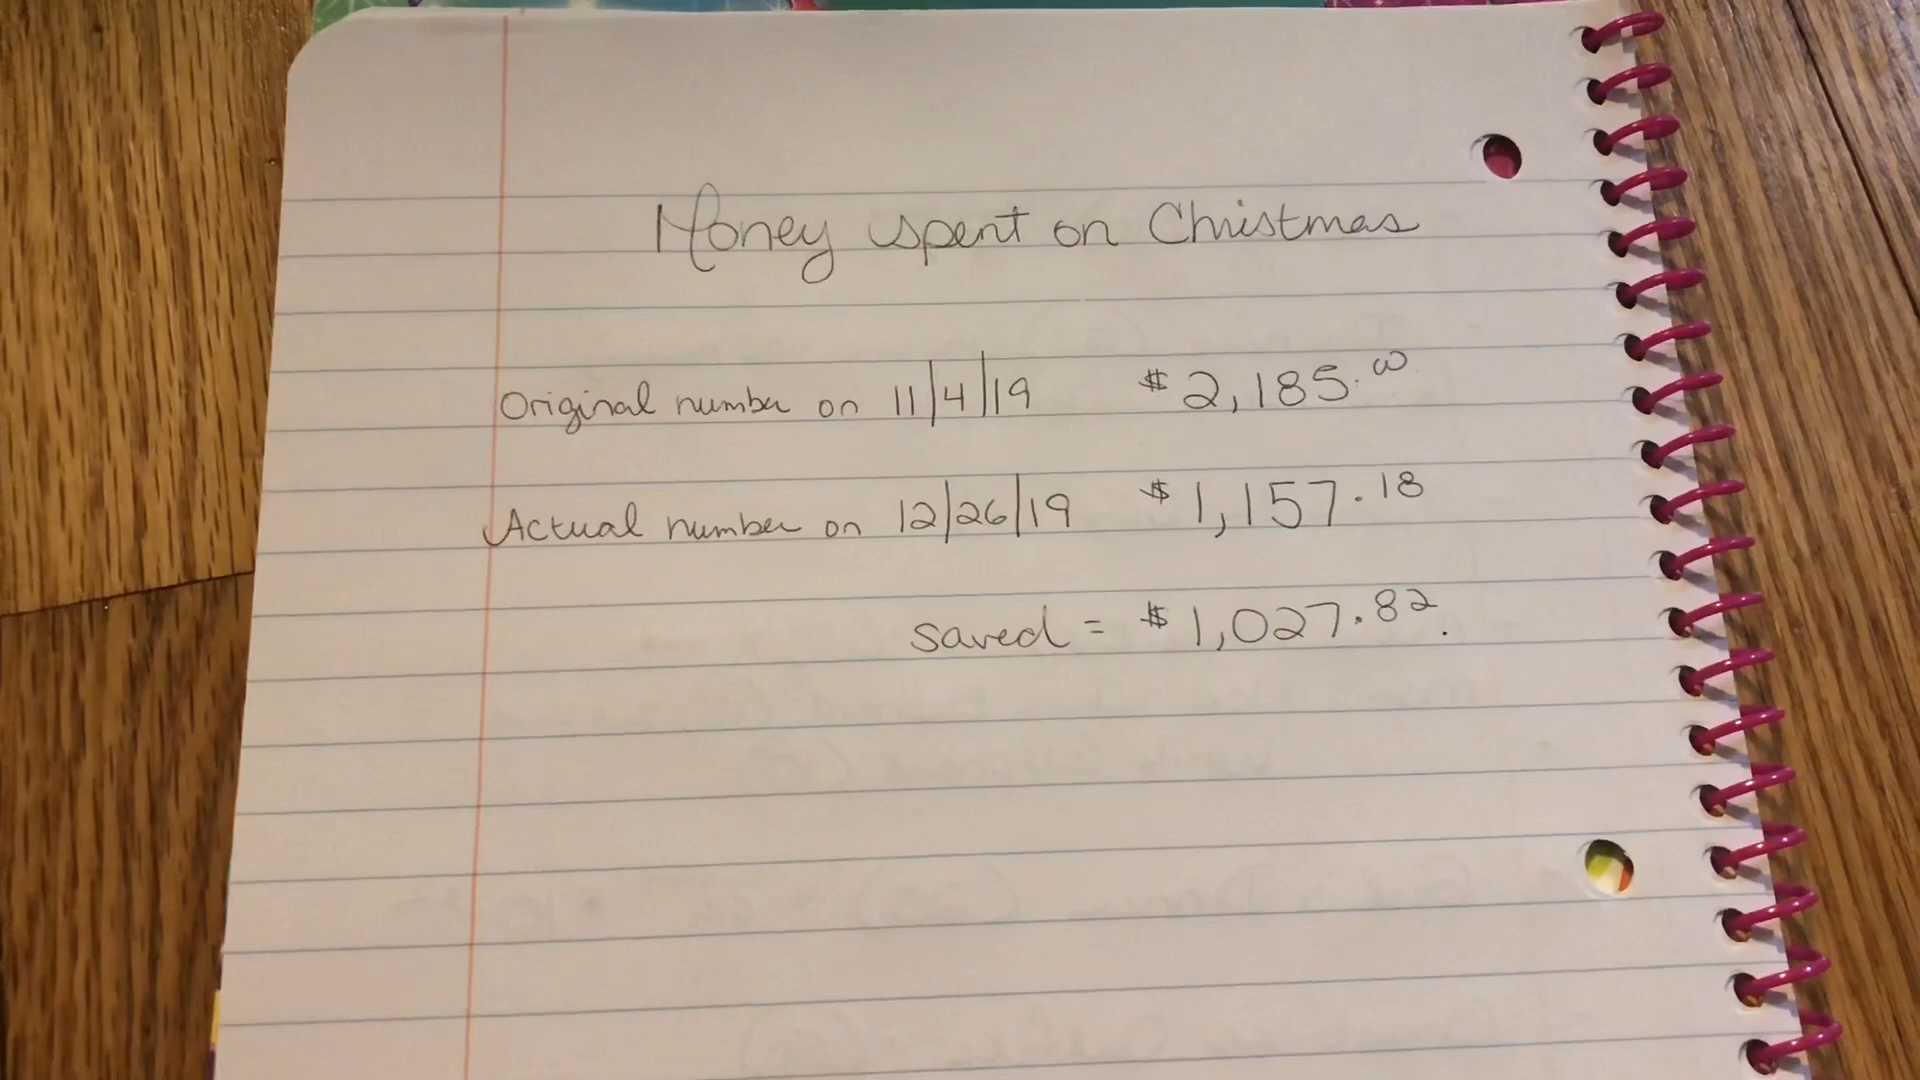 Money spent on Christmas
Original number on 11/4/19 $2,185.00
Actual number on 12/26/19 $1,157.18
saved = $1,027.82.